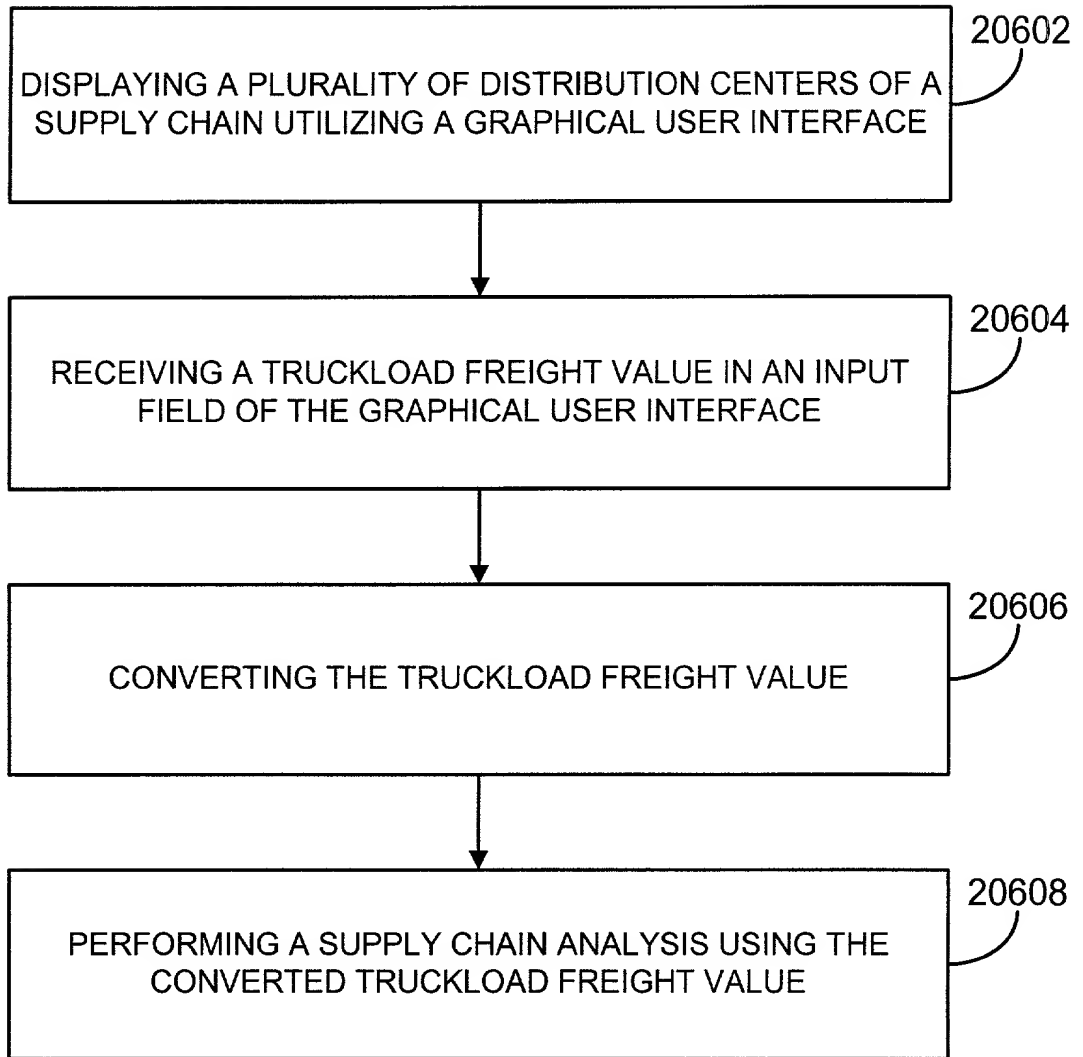 20602
DISPLAYING A PLURALITY OF DISTRIBUTION CENTERS OF A
SUPPLY CHAIN UTILIZING A GRAPHICAL USER INTERFACE
20604
RECEIVING A TRUCKLOAD FREIGHT VALUE IN AN INPUT
FIELD OF THE GRAPHICAL USER INTERFACE
20606
CONVERTING THE TRUCKLOAD FREIGHT VALUE
20608
PERFORMING A SUPPLY CHAIN ANALYSIS USING THE
CONVERTED TRUCKLOAD FREIGHT VALUE